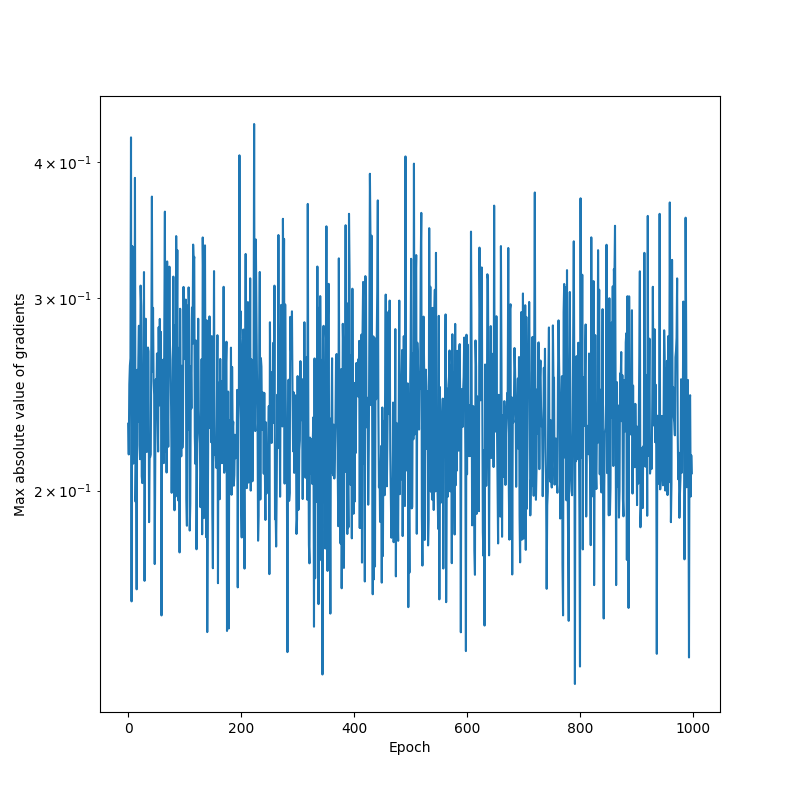 Max absolute value of gradients
4 × 10⁻¹
3 × 10⁻¹
2 × 10⁻¹
0 200 400 600 800 1000
Epoch